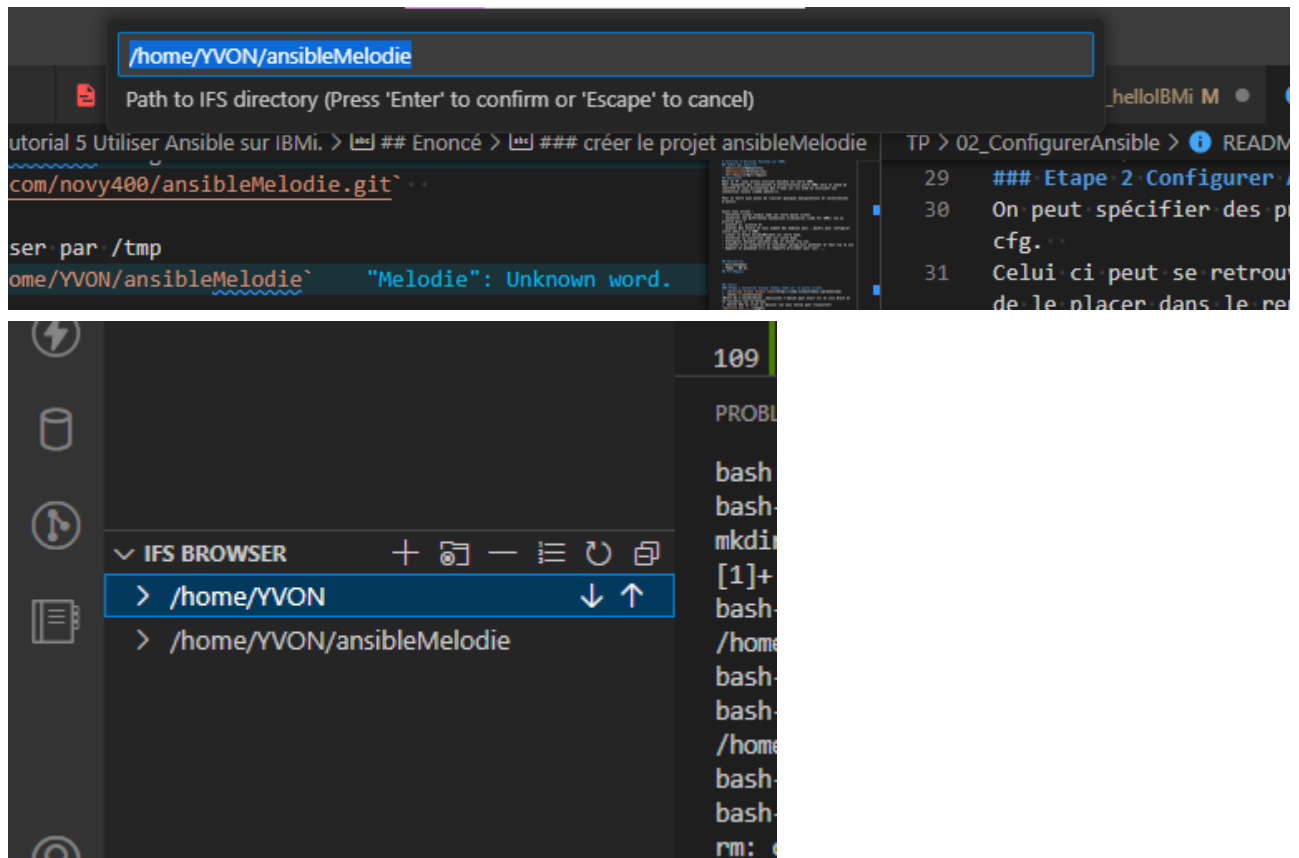 /home/YVON/ansibleMelodie
Path to IFS directory (Press 'Enter' to confirm or 'Escape' to cancel)
_helloIBMi M
utorial 5 Utiliser Ansible sur IBMi. > ## Enoncé > ### créer le projet ansibleMelodie
TP > 02_ConfigurerAnsible > READM
com/novy400/ansibleMelodie.git`
ser par /tmp
ome/YVON/ansibleMelodie` "Melodie": Unknown word.
29 ### Etape 2 Configurer
30 On peut spécifier des pr
cfg.
31 Celui ci peut se retrouv
de le placer dans le rep
109
PROBL
IFS BROWSER
/home/YVON
/home/YVON/ansibleMelodie
bash
bash-
mkdir
[1]+
bash-
/home
bash-
bash-
/home
bash-
bash-
rm: